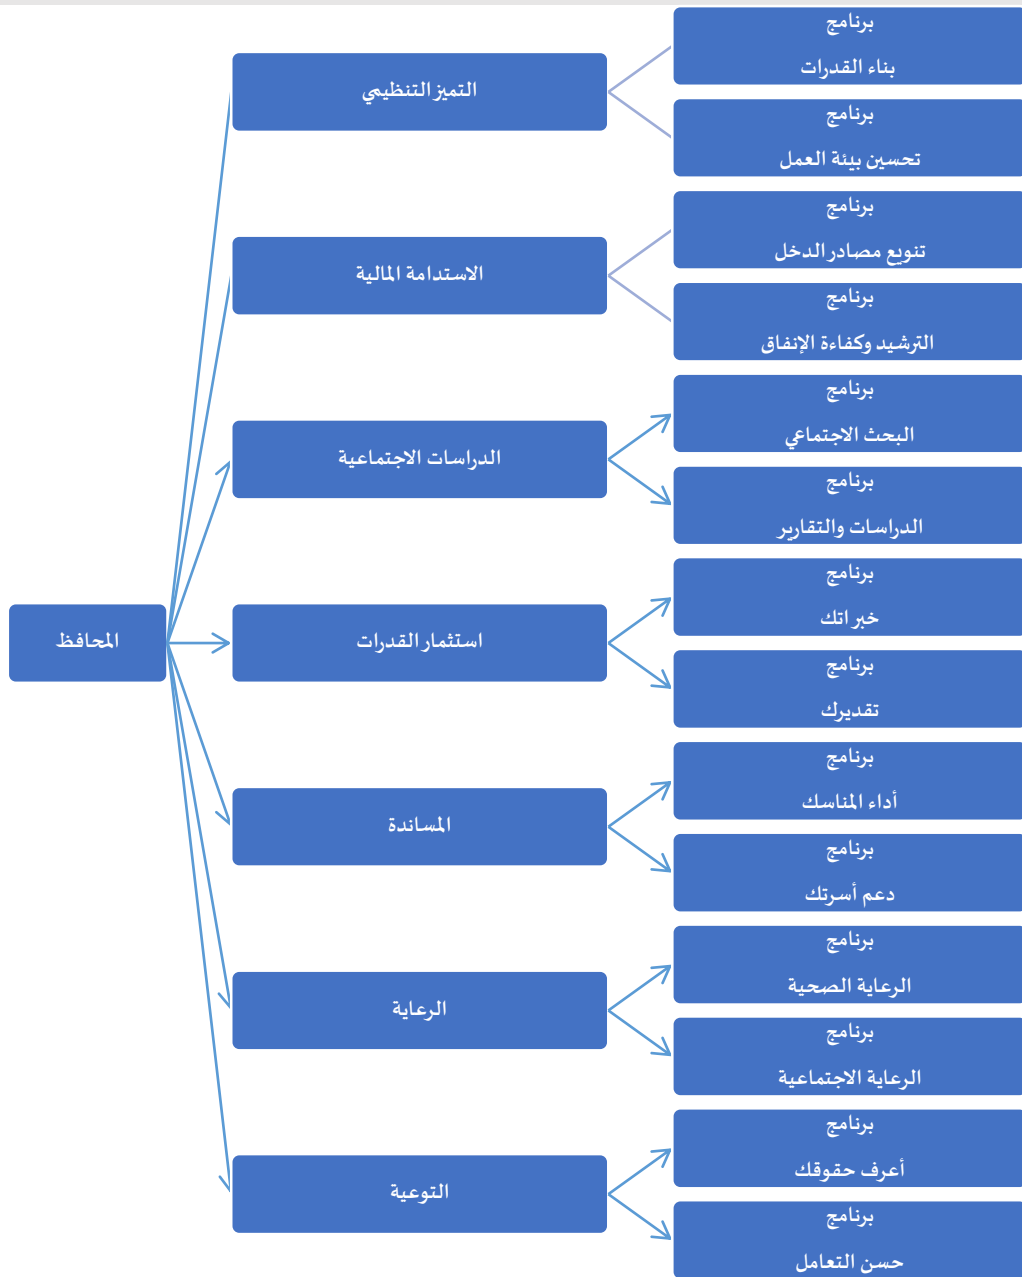 المحافظ
التميز التنظيمي
برنامج
بناء القدرات
برنامج
تحسين بيئة العمل
الاستدامة المالية
برنامج
تنويع مصادر الدخل
برنامج
الترشيد وكفاءة الإنفاق
الدراسات الاجتماعية
برنامج
البحث الاجتماعي
برنامج
الدراسات والتقارير
استثمار القدرات
برنامج
خبراتك
برنامج
تقديرك
المساندة
برنامج
أداء المناسك
برنامج
دعم أسرتك
الرعاية
برنامج
الرعاية الصحية
برنامج
الرعاية الاجتماعية
التوعية
برنامج
أعرف حقوقك
برنامج
حسن التعامل